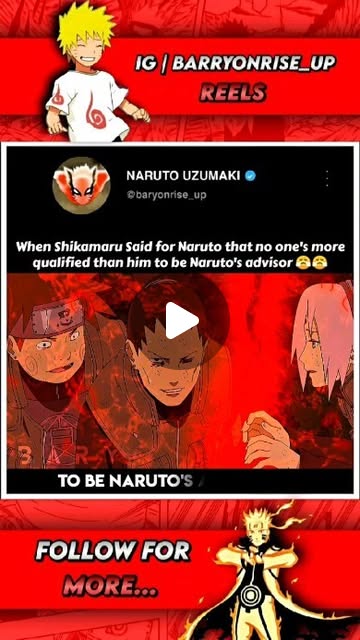 IG | BARRYONRISE_UP
REELS
NARUTO UZUMAKI
@baryonrise_up
When Shikamaru Said for Naruto that no one's more
qualified than him to be Naruto's advisor 😤😤
TO BE NARUTO'S
FOLLOW FOR
MORE...